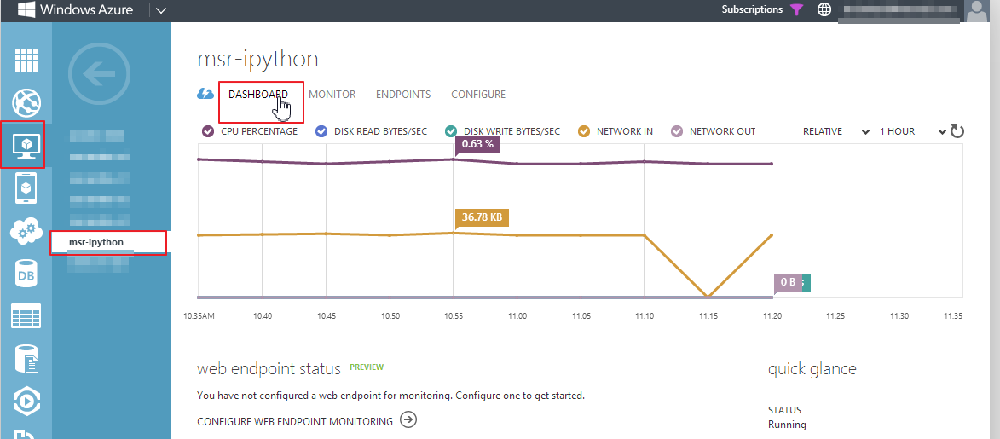 Windows Azure
Subscriptions
msr-ipython
DASHBOARD MONITOR ENDPOINTS CONFIGURE
CPU PERCENTAGE DISK READ BYTES/SEC DISK WRITE BYTES/SEC NETWORK IN NETWORK OUT RELATIVE 1 HOUR
0.63 %
36.78 KB
msr-ipython
DB
0 B s
10:35AM 10:40 10:45 10:50 10:55 11:00 11:05 11:10 11:15 11:20 11:25 11:30 11:35
web endpoint status PREVIEW
You have not configured a web endpoint for monitoring. Configure one to get started.
CONFIGURE WEB ENDPOINT MONITORING
quick glance
STATUS
Running